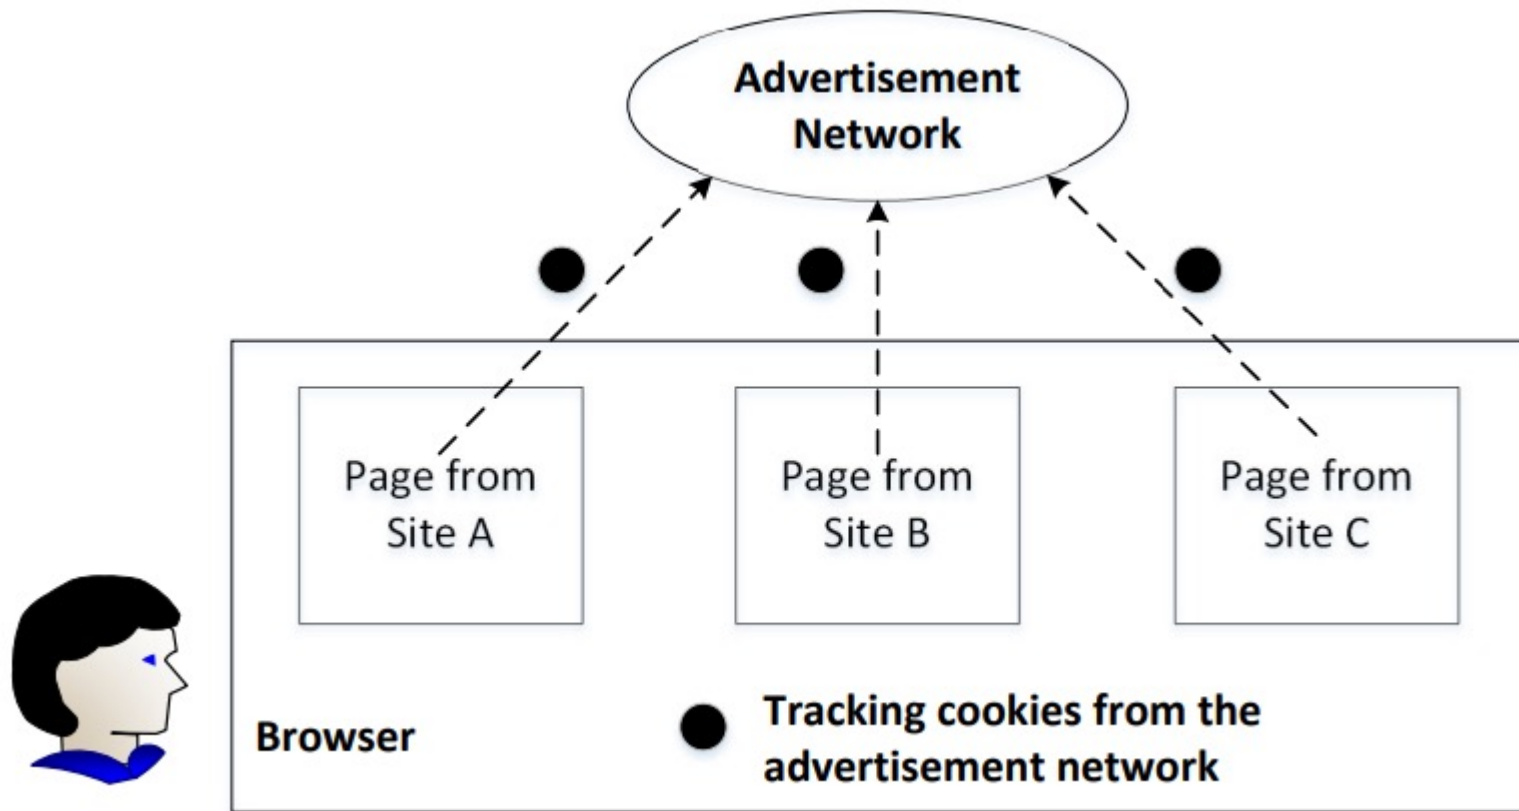 Advertisement
Network
Page from
Site A
Page from
Site B
Page from
Site C
Browser
Tracking cookies from the
advertisement network